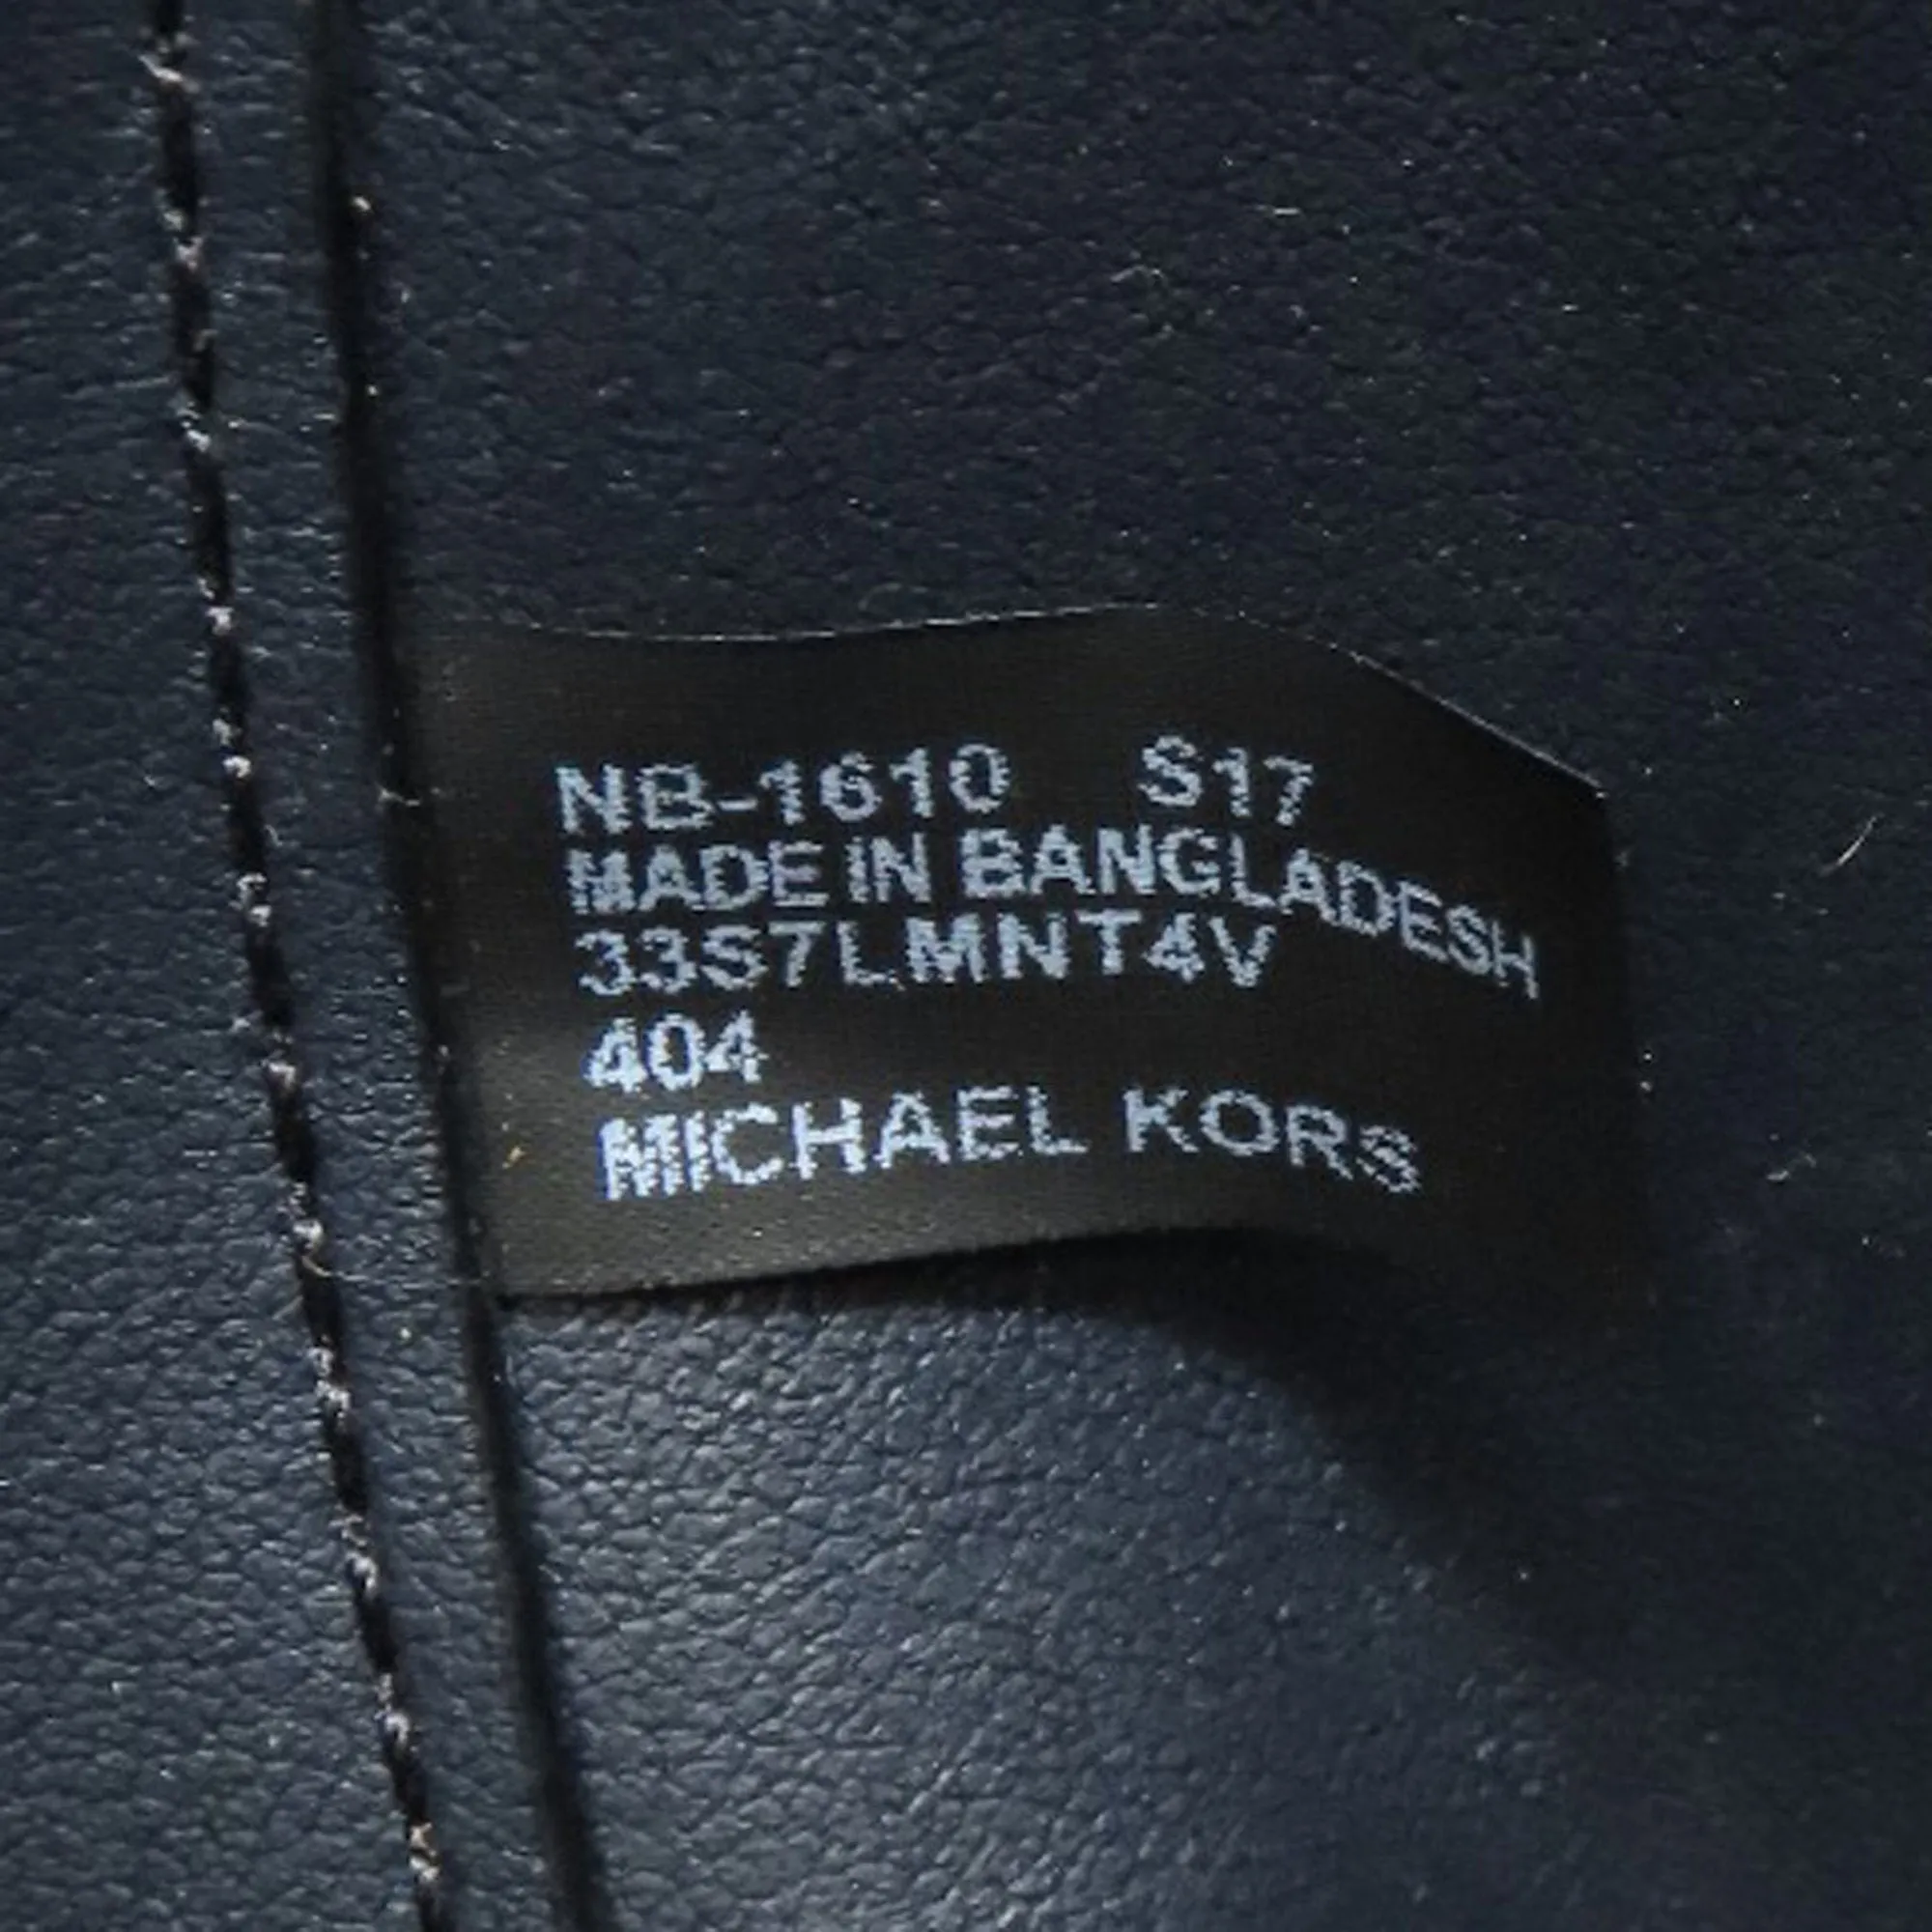 NB-1610 S17
MADE IN BANGLADESH
33S7LMNT4V
404
MICHAEL KORS